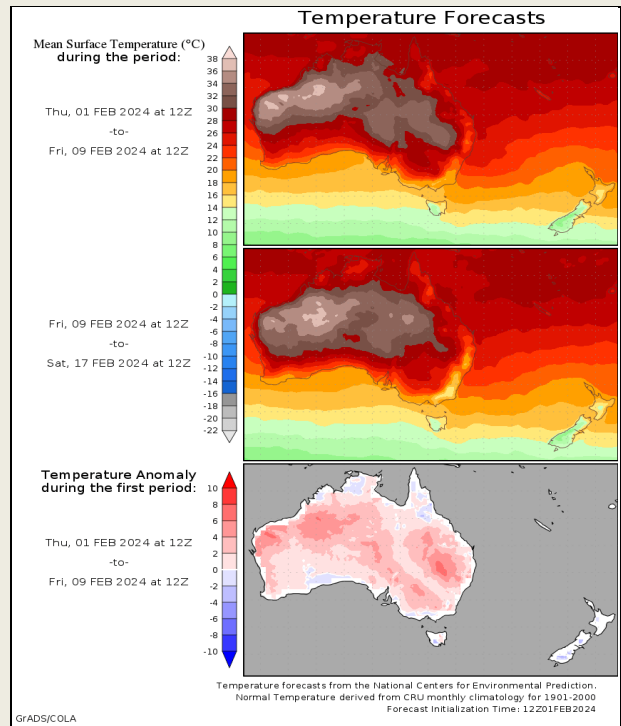 Temperature Forecasts
Mean Surface Temperature (°C)
during the period:
Thu, 01 FEB 2024 at 12Z
-to-
Fri, 09 FEB 2024 at 12Z
38
36
34
32
30
28
26
24
22
20
18
16
14
12
10
8
6
4
2
0
-2
-4
-6
-8
-10
-12
-14
-16
-18
-20
-22
Fri, 09 FEB 2024 at 12Z
-to-
Sat, 17 FEB 2024 at 12Z
Temperature Anomaly
during the first period:
Thu, 01 FEB 2024 at 12Z
-to-
Fri, 09 FEB 2024 at 12Z
10
8
6
4
2
0
-2
-4
-6
-8
-10
Temperature forecasts from the National Centers for Environmental Prediction.
Normal Temperature derived from CRU monthly climatology for 1901-2000
Forecast Initialization Time: 12Z01FEB2024
GrADS/COLA